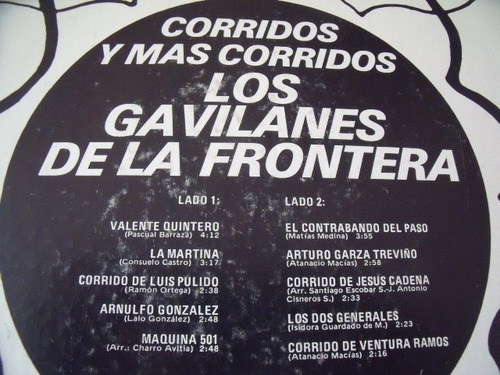 CORRIDOS
Y MAS CORRIDOS
LOS
GAVILANES
DE LA FRONTERA
LADO 1:
VALENTE QUINTERO
(Pascual Barraza) 4:12
LA MARTINA
(Consuelo Castro) 3:17
CORRIDO DE LUIS PULIDO
(Ramón Ortega) 2:38
ARNULFO GONZALEZ
(Lalo González) 2:48
MAQUINA 501
(Arr.: Charro Avitia) 2:48
LADO 2:
EL CONTRABANDO DEL PASO
(Matías Medina) 3:55
ARTURO GARZA TREVIÑO
(Atanacio Macías) 2:58
CORRIDO DE JESUS CADENA
(Arr. Santiago Escobar S.-J. Antonio
Cisneros S.) 2:33
LOS DOS GENERALES
(Isidora Guardado de M.) 2:23
CORRIDO DE VENTURA RAMOS
(Atanacio Macías) 2:16